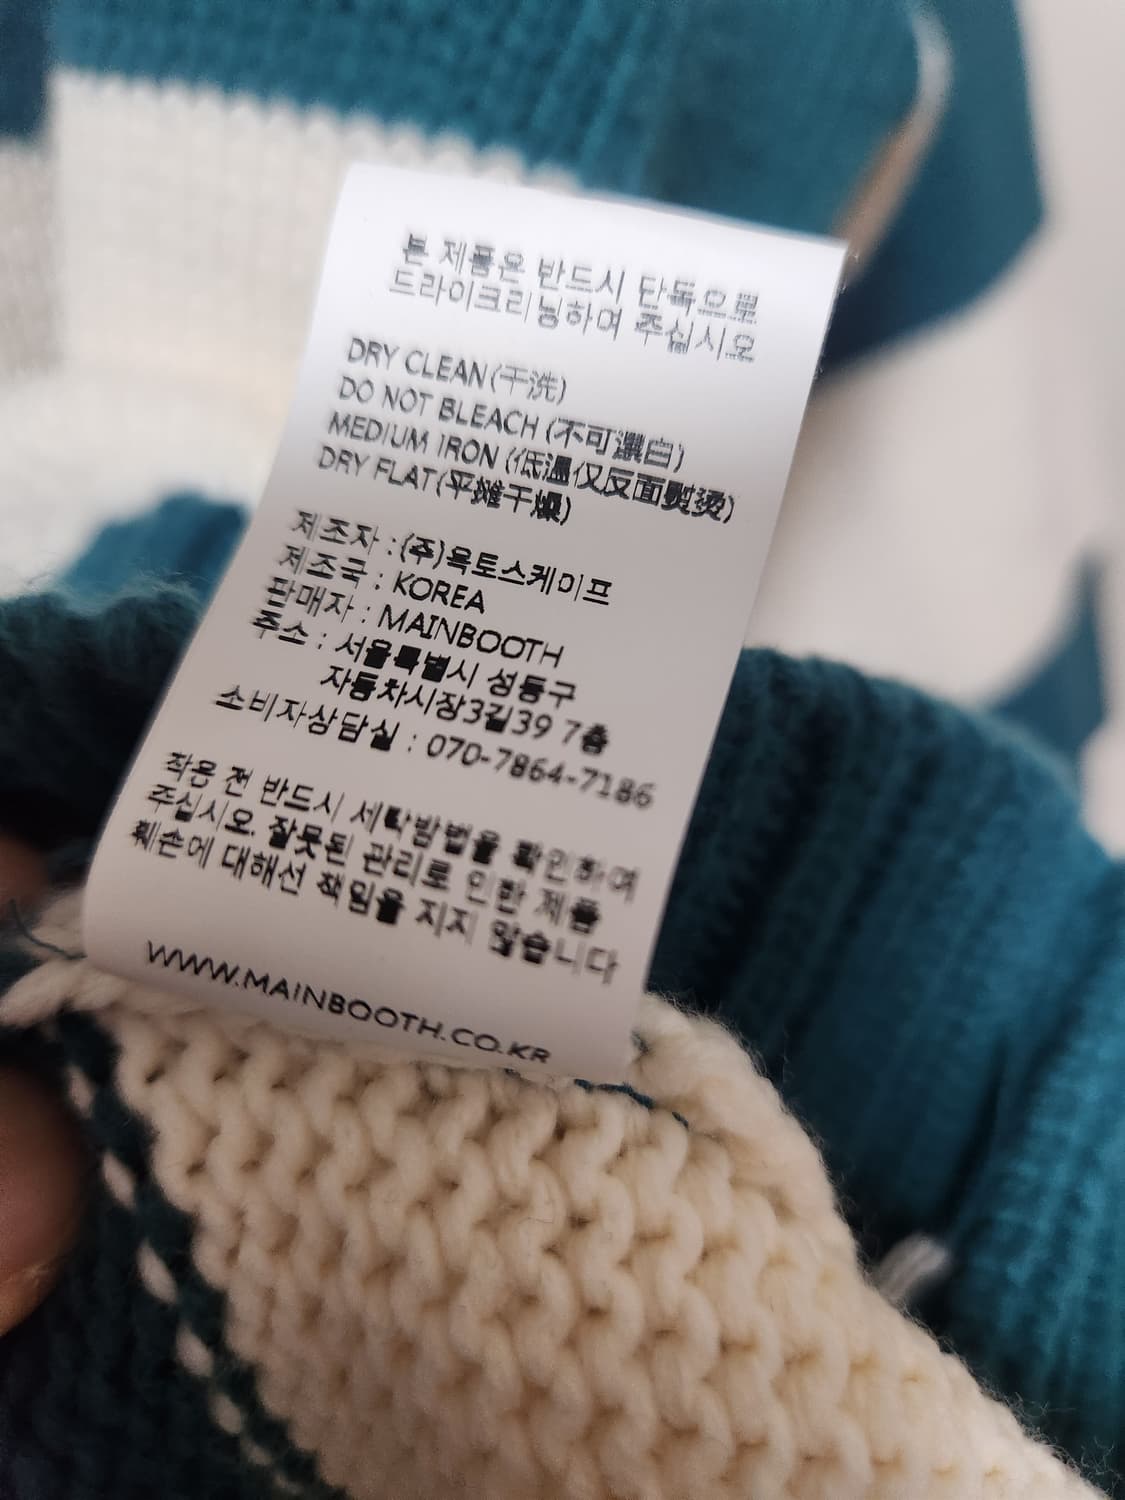 본 제품은 반드시 단독으로
드라이크리닝하여 주십시오
DRY CLEAN(干洗)
DO NOT BLEACH (不可漂白)
MEDIUM IRON (低溫仅反面熨烫)
DRY FLAT(平摊干燥)
제조자 : (주)욕토스케이프
제조국 : KOREA
판매자 : MAINBOOTH
주소 : 서울특별시 성동구
자동차시장3길39 7층
소비자상담실 : 070-7864-7186
착용 전 반드시 세탁방법을 확인하여
주십시오. 잘못된 관리로 인한 제품
훼손에 대해선 책임을 지지 않습니다
WWW.MAINBOOTH.CO.KR